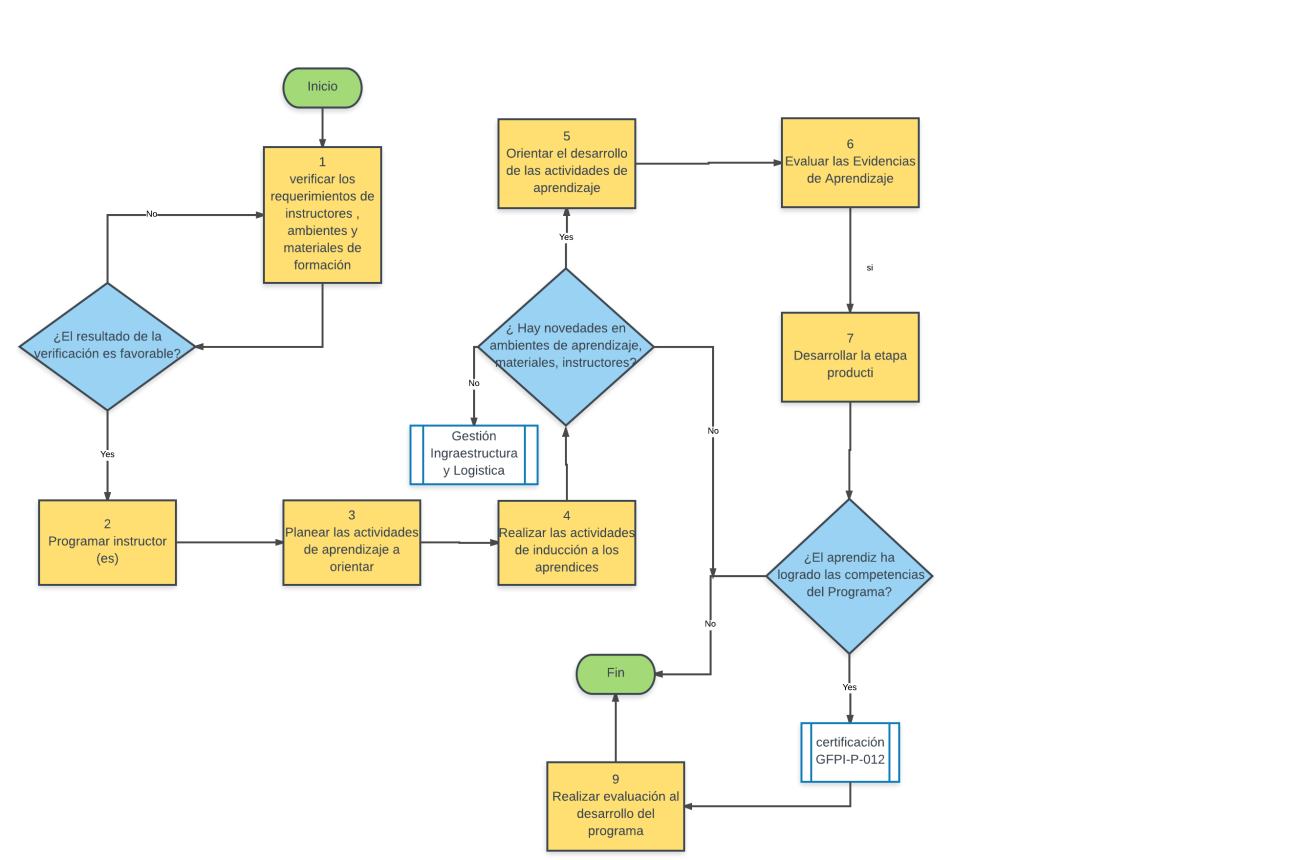 Inicio
1
verificar los
requerimientos de
instructores ,
ambientes y
materiales de
formación
No
¿El resultado de la
verificación es favorable?
Yes
2
Programar instructor
(es)
3
Planear las actividades
de aprendizaje a
orientar
4
Realizar las actividades
de inducción a los
aprendices
¿ Hay novedades en
ambientes de aprendizaje,
materiales, instructores?
No
Gestión
Ingraestructura
y Logistica
Yes
5
Orientar el desarrollo
de las actividades de
aprendizaje
6
Evaluar las Evidencias
de Aprendizaje
si
7
Desarrollar la etapa
producti
No
¿El aprendiz ha
logrado las competencias
del Programa?
No
Yes
certificación
GFPI-P-012
9
Realizar evaluación al
desarrollo del
programa
Fin